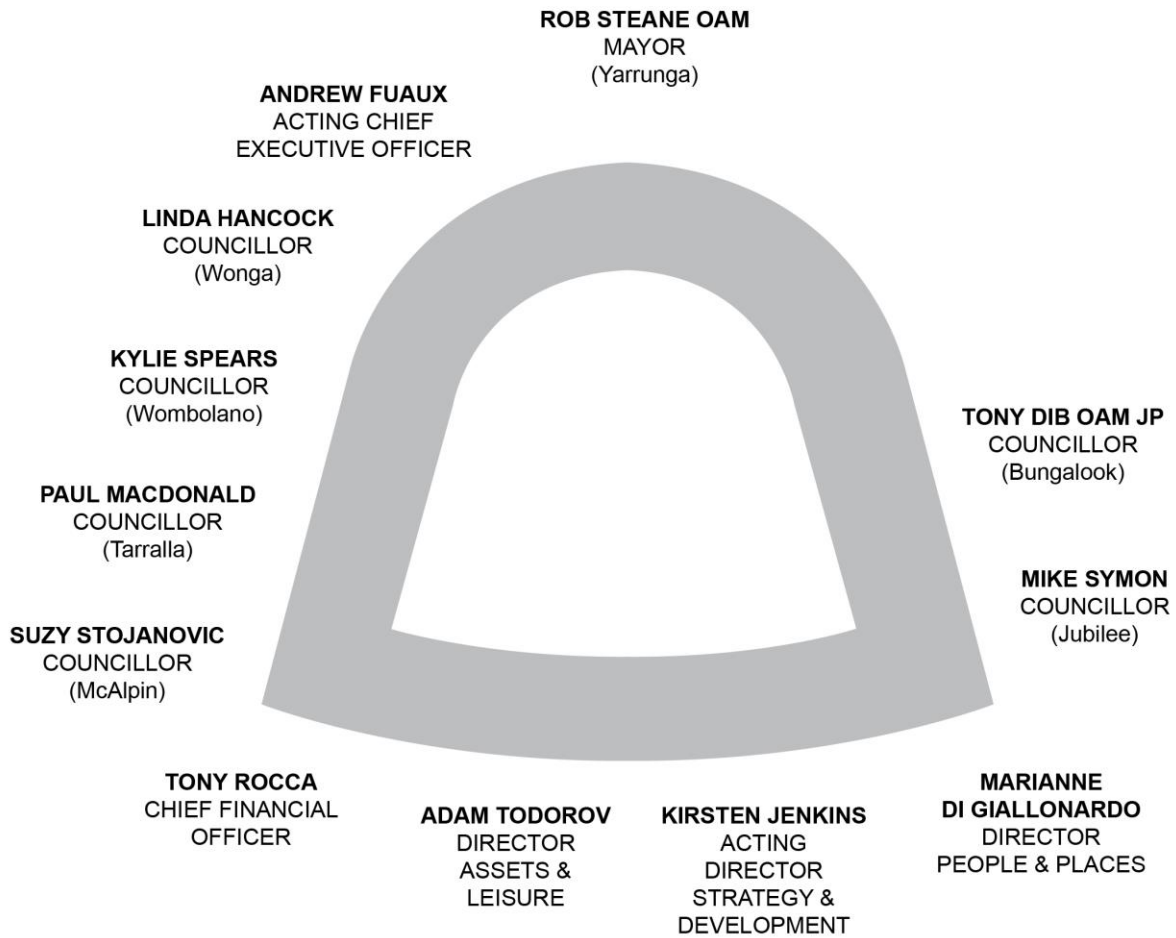 ROB STEANE OAM
MAYOR
(Yarrunga)
ANDREW FUAUX
ACTING CHIEF
EXECUTIVE OFFICER
LINDA HANCOCK
COUNCILLOR
(Wonga)
KYLIE SPEARS
COUNCILLOR
(Wombolano)
PAUL MACDONALD
COUNCILLOR
(Tarralla)
SUZY STOJANOVIC
COUNCILLOR
(McAlpin)
TONY DIB OAM JP
COUNCILLOR
(Bungalook)
MIKE SYMON
COUNCILLOR
(Jubilee)
TONY ROCCA
CHIEF FINANCIAL
OFFICER
ADAM TODOROV
DIRECTOR
ASSETS &
LEISURE
KIRSTEN JENKINS
ACTING
DIRECTOR
STRATEGY &
DEVELOPMENT
MARIANNE
DI GIALLONARDO
DIRECTOR
PEOPLE & PLACES